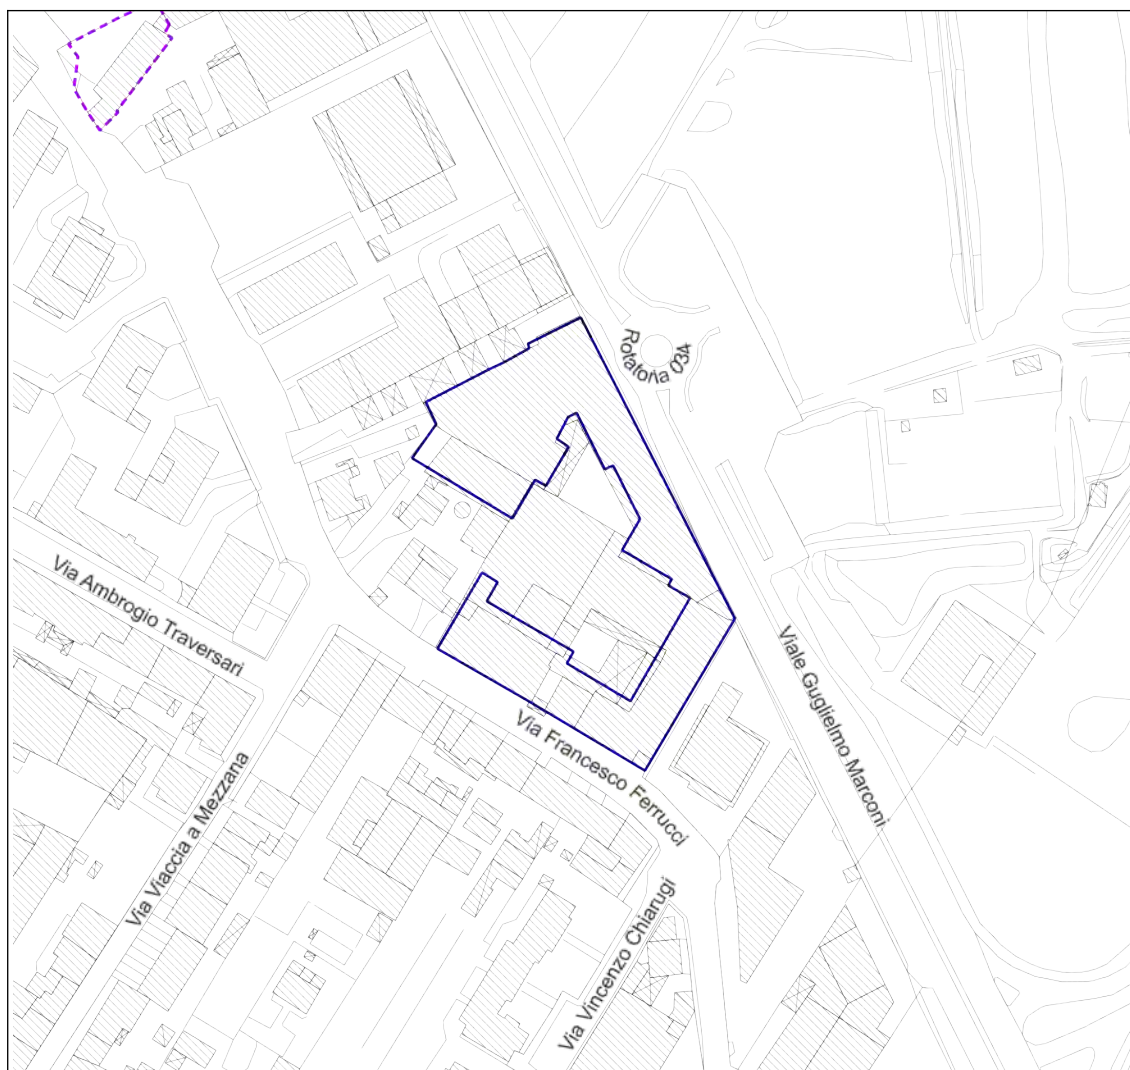 Rotatoria 034
Via Ambrogio Traversari
Viale Guglielmo Marconi
Via Francesco Ferrucci
Via Viaccia a Mezzana
Via Vincenzo Chiarugi